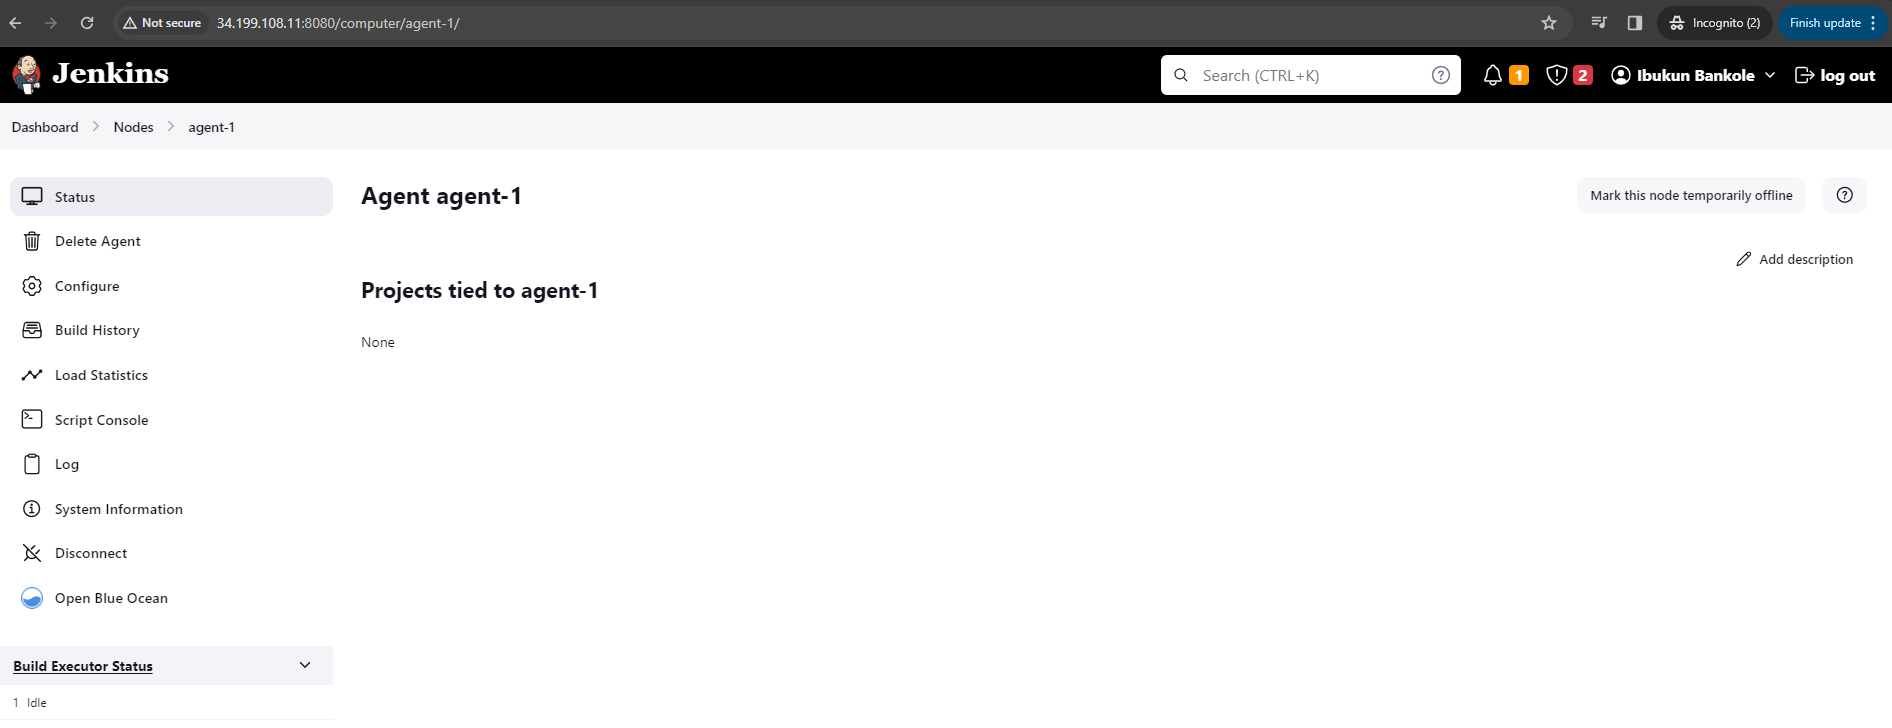 Not secure 34.199.108.11:8080/computer/agent-1/ Incognito (2) Finish update
Jenkins Search (CTRL+K) 1 2 Ibukun Bankole log out
Dashboard Nodes agent-1
Status
Delete Agent
Configure
Build History
Load Statistics
Script Console
Log
System Information
Disconnect
Open Blue Ocean
Build Executor Status
1 Idle
Agent agent-1
Mark this node temporarily offline
Add description
Projects tied to agent-1
None